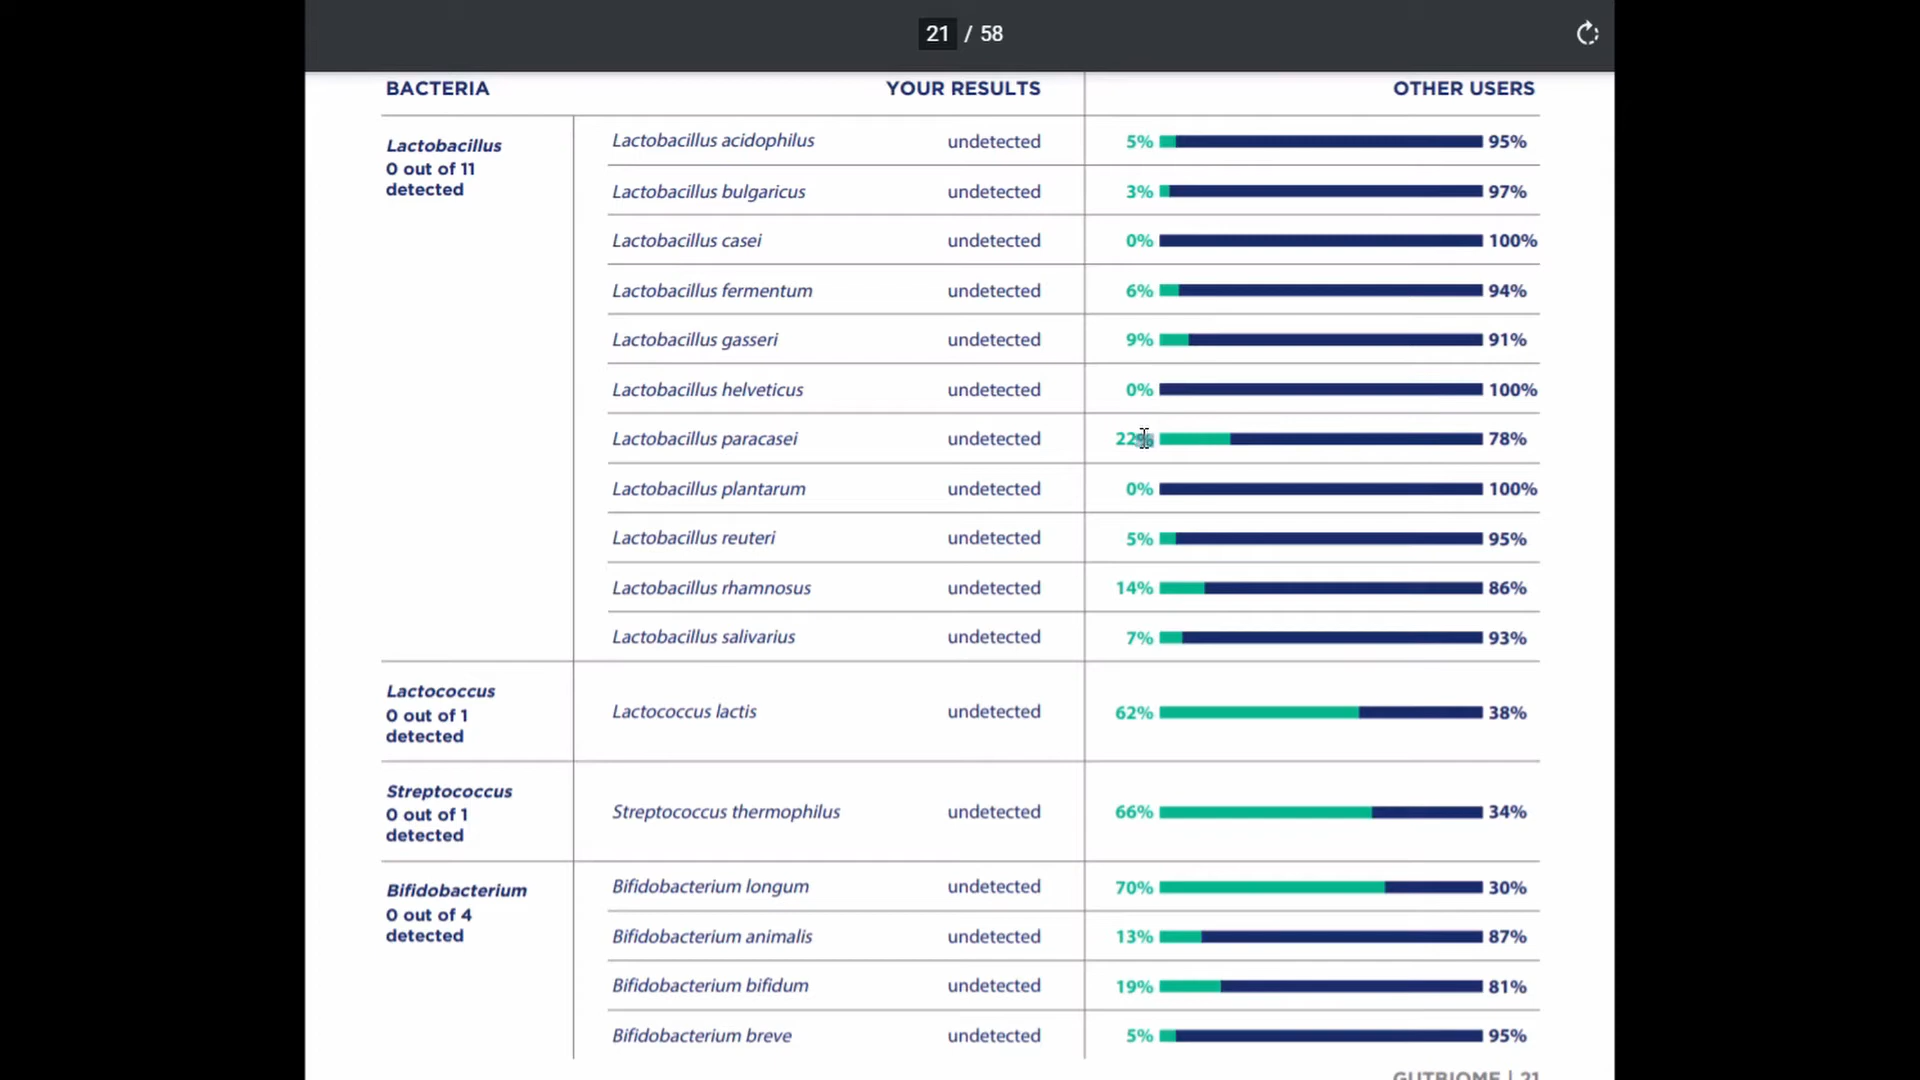 21 / 58
BACTERIA YOUR RESULTS OTHER USERS
Lactobacillus
0 out of 11
detected
Lactobacillus acidophilus undetected 5% 95%
Lactobacillus bulgaricus undetected 3% 97%
Lactobacillus casei undetected 0% 100%
Lactobacillus fermentum undetected 6% 94%
Lactobacillus gasseri undetected 9% 91%
Lactobacillus helveticus undetected 0% 100%
Lactobacillus paracasei undetected 22% 78%
Lactobacillus plantarum undetected 0% 100%
Lactobacillus reuteri undetected 5% 95%
Lactobacillus rhamnosus undetected 14% 86%
Lactobacillus salivarius undetected 7% 93%
Lactococcus
0 out of 1
detected
Lactococcus lactis undetected 62% 38%
Streptococcus
0 out of 1
detected
Streptococcus thermophilus undetected 66% 34%
Bifidobacterium
0 out of 4
detected
Bifidobacterium longum undetected 70% 30%
Bifidobacterium animalis undetected 13% 87%
Bifidobacterium bifidum undetected 19% 81%
Bifidobacterium breve undetected 5% 95%
GUTBIOME | 21